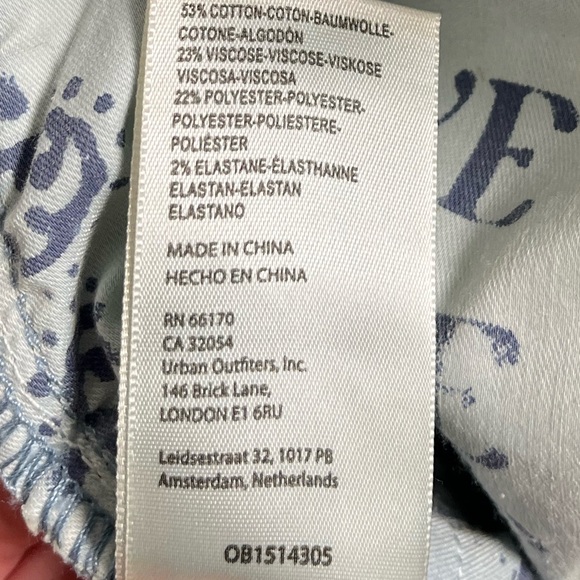 53% COTTON-COTON-BAUMWOLLE-
COTONE-ALGODÓN
23% VISCOSE-VISCOSE-VISKOSE
VISCOSA-VISCOSA
22% POLYESTER-POLYESTER-
POLYESTER-POLIESTERE-
POLIÉSTER
2% ELASTANE-ÉLASTHANNE
ELASTAN-ELASTAN
ELASTANO
MADE IN CHINA
HECHO EN CHINA
RN 66170
CA 32054
Urban Outfiters, Inc.
146 Brick Lane,
LONDON E1 6RU
Leidsestraat 32, 1017 PB
Amsterdam, Netherlands
OB1514305